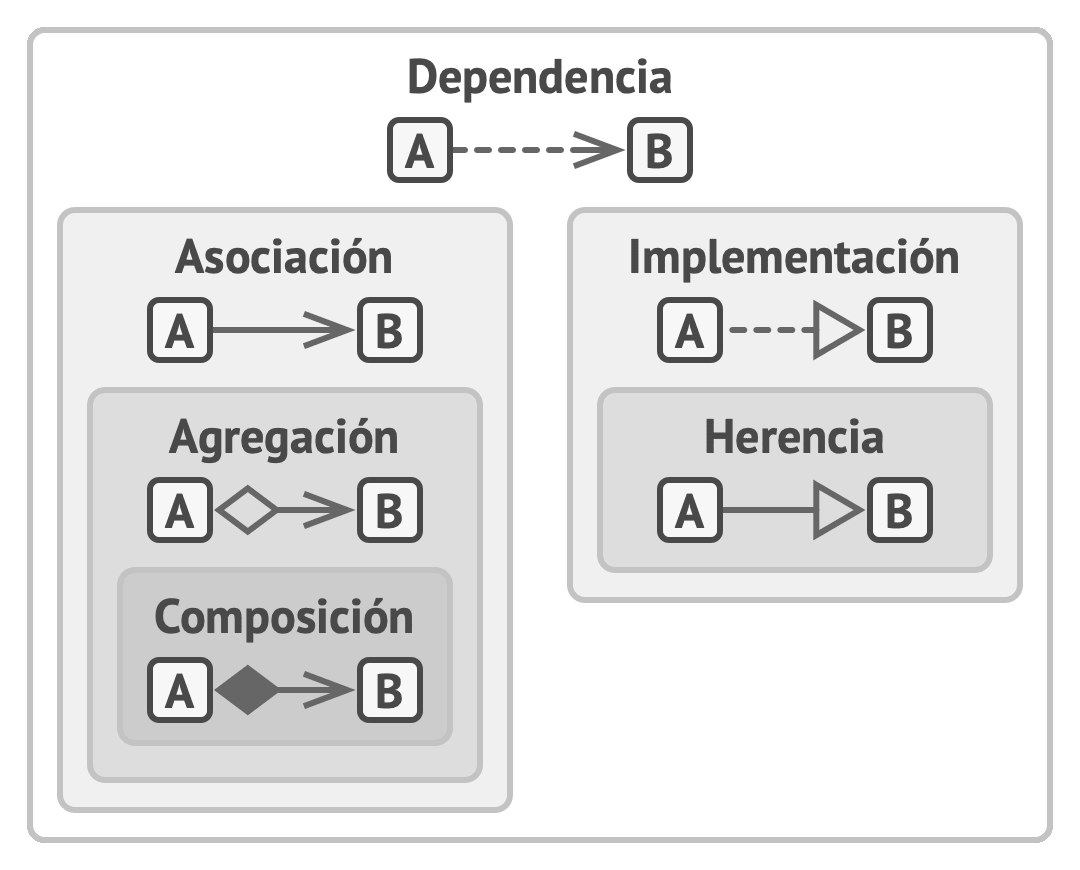 Dependencia
A B
Asociación
A B
Agregación
A B
Composición
A B
Implementación
A B
Herencia
A B